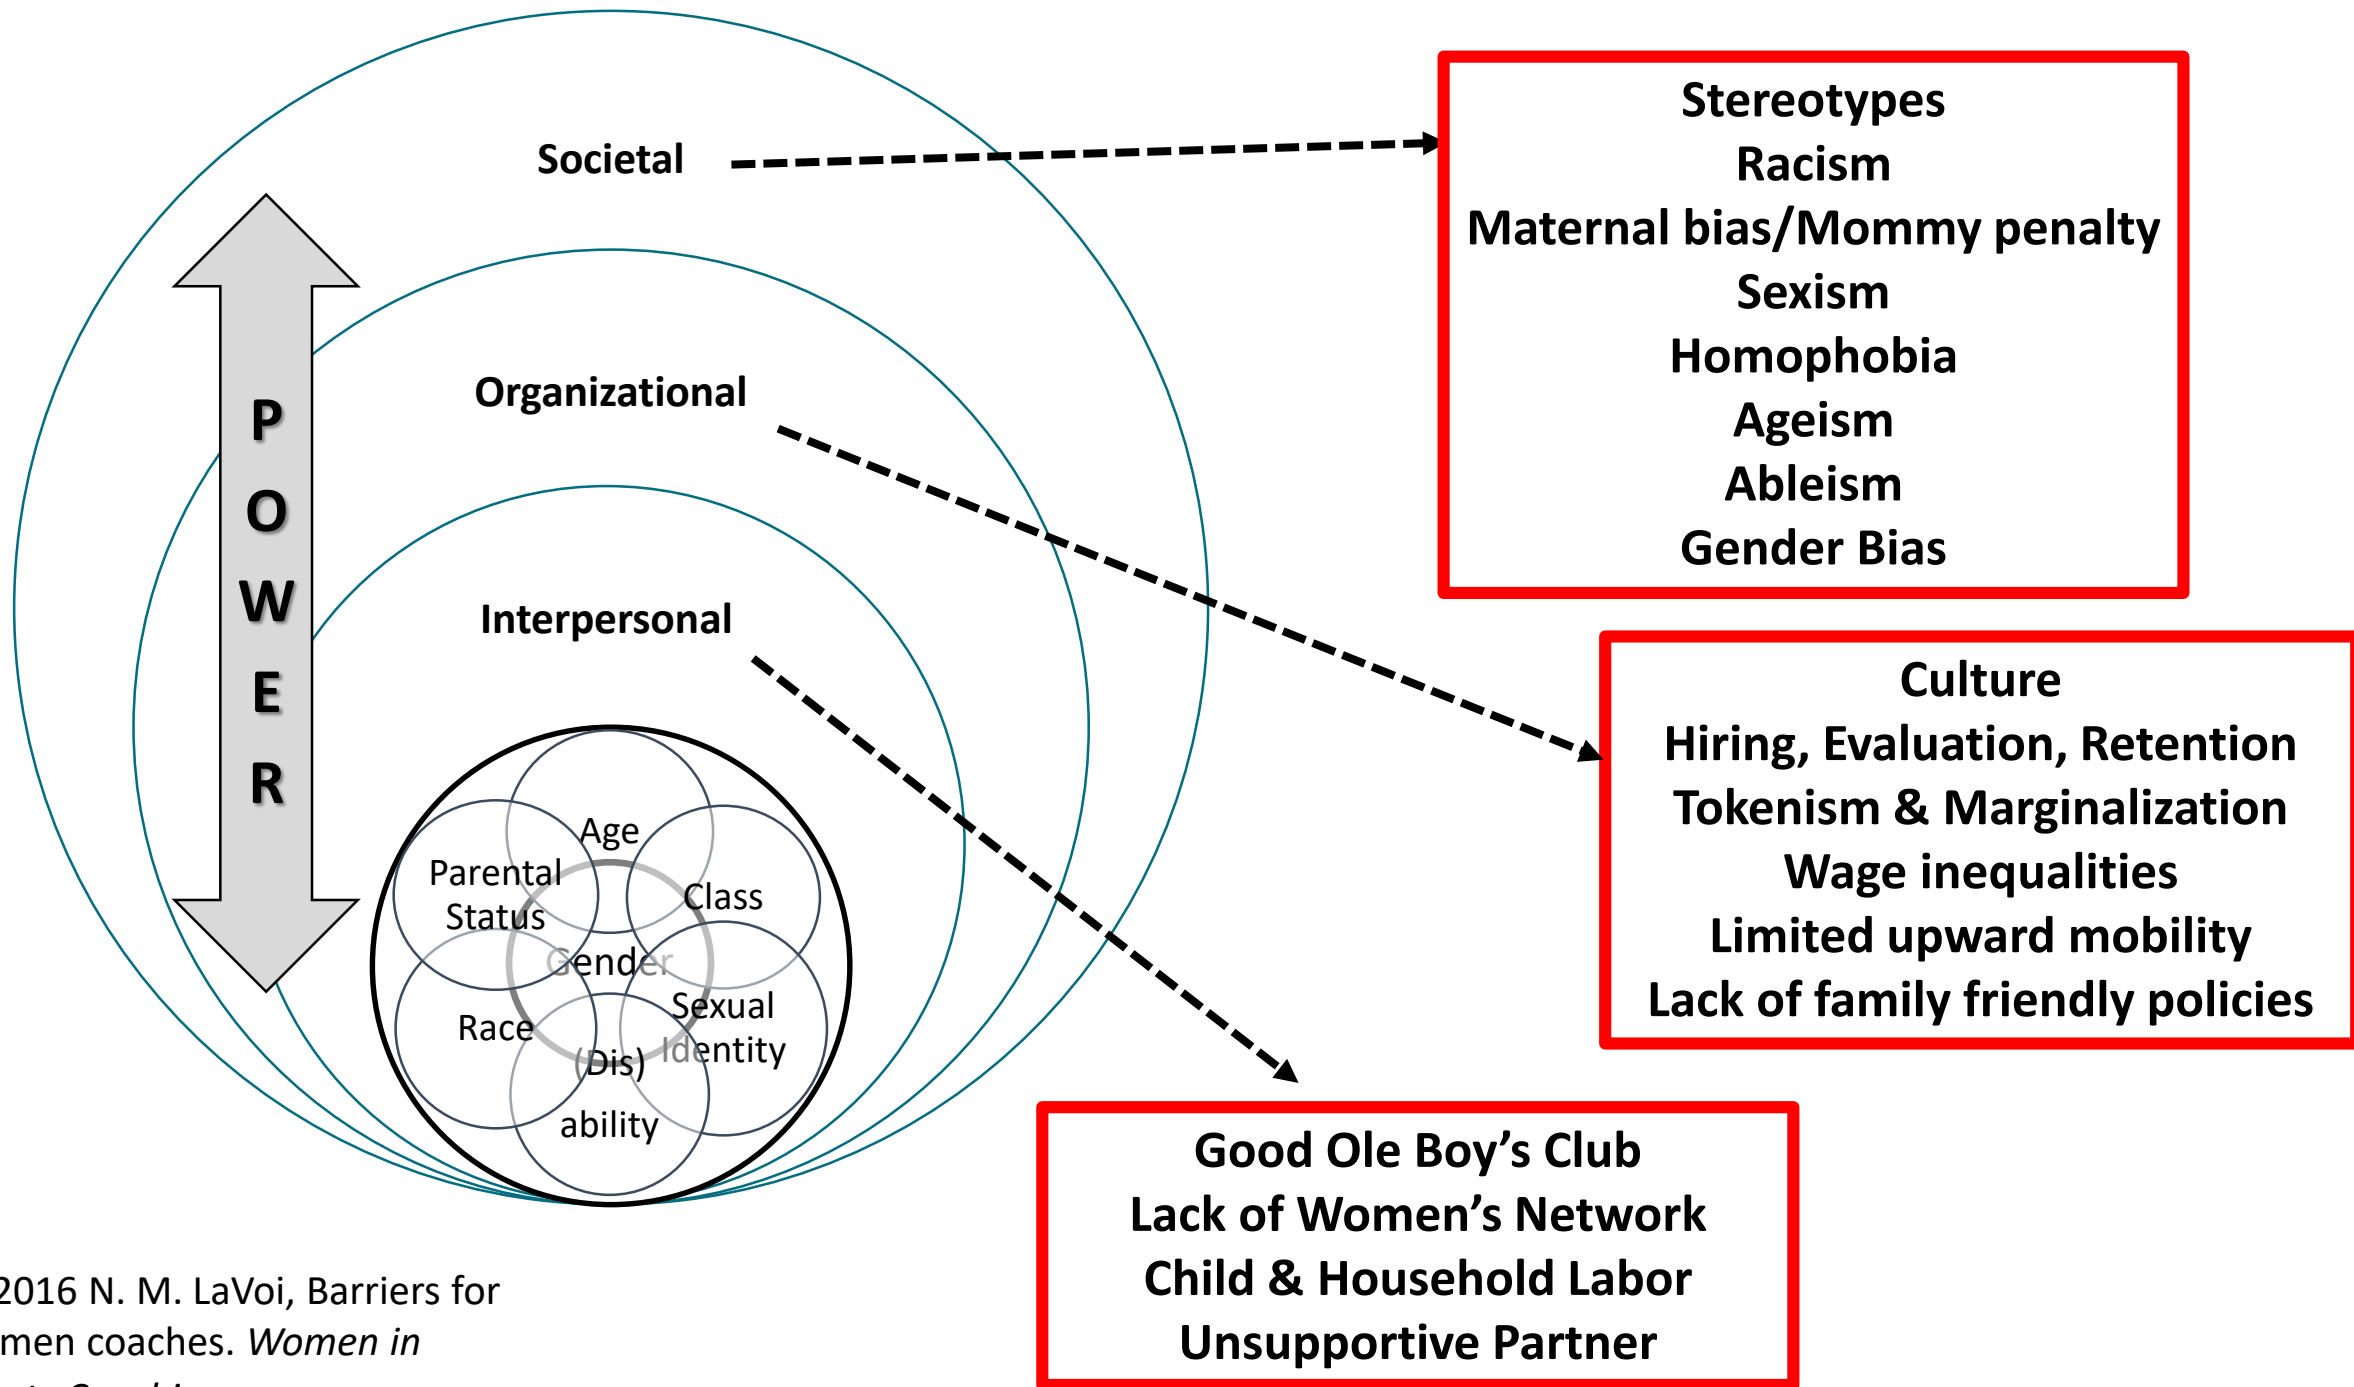 Societal
Organizational
Interpersonal
P
O
W
E
R
Age
Parental
Status
Class
Gender
Race
Sexual
Identity
(Dis)
ability
Stereotypes
Racism
Maternal bias/Mommy penalty
Sexism
Homophobia
Ageism
Ableism
Gender Bias
Culture
Hiring, Evaluation, Retention
Tokenism & Marginalization
Wage inequalities
Limited upward mobility
Lack of family friendly policies
Good Ole Boy’s Club
Lack of Women’s Network
Child & Household Labor
Unsupportive Partner
2016 N. M. LaVoi, Barriers for
men coaches. Women in